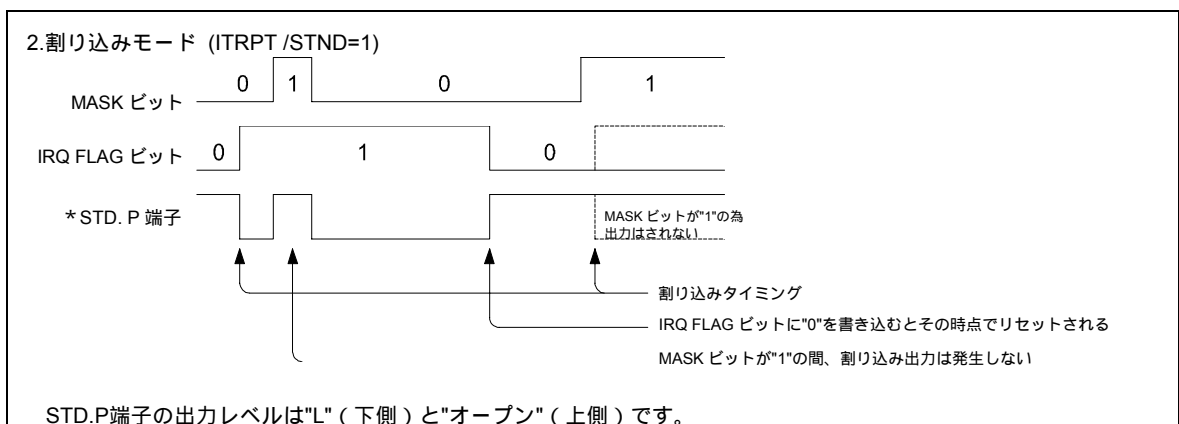 2.割り込みモード (ITRPT /STND=1)
0 1 0 1
MASK ビット
IRQ FLAG ビット 0 1 0
*STD. P 端子
MASK ビットが"1"の為
出力はされない
割り込みタイミング
IRQ FLAG ビットに"0"を書き込むとその時点でリセットされる
MASK ビットが"1"の間、割り込み出力は発生しない
STD.P端子の出力レベルは"L"(下側)と"オープン"(上側)です。